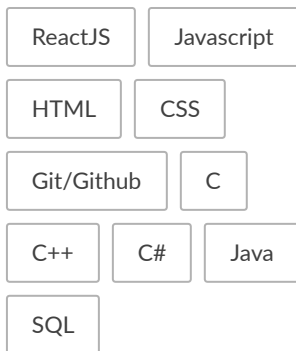 ReactJS Javascript
HTML CSS
Git/Github C
C++ C# Java
SQL